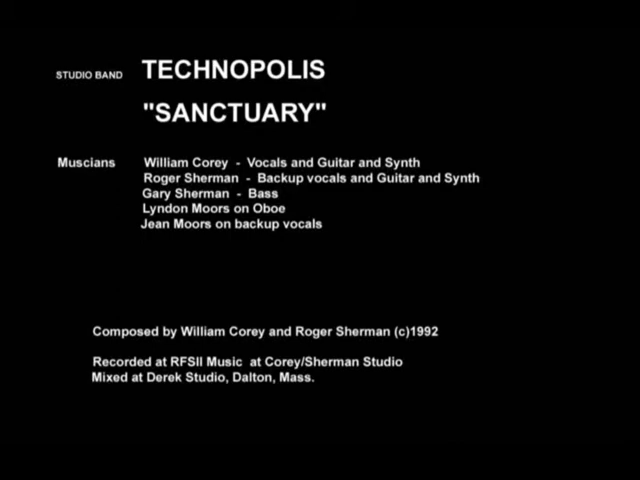 STUDIO BAND TECHNOPOLIS
"SANCTUARY"
Muscians William Corey - Vocals and Guitar and Synth
Roger Sherman - Backup vocals and Guitar and Synth
Gary Sherman - Bass
Lyndon Moors on Oboe
Jean Moors on backup vocals
Composed by William Corey and Roger Sherman (c)1992
Recorded at RFSII Music at Corey/Sherman Studio
Mixed at Derek Studio, Dalton, Mass.